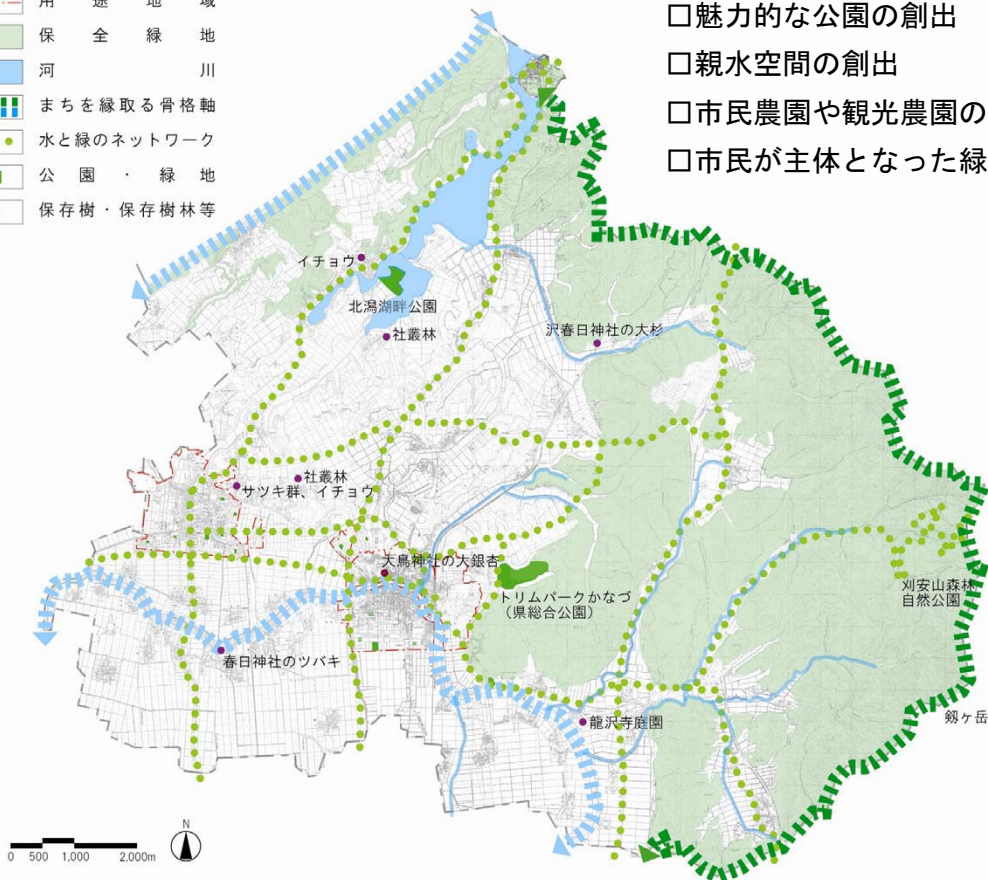 用途地域
保全緑地
河川
まちを縁取る骨格軸
水と緑のネットワーク
公園・緑地
保存樹・保存樹林等
□魅力的な公園の創出
□親水空間の創出
□市民農園や観光農園の
□市民が主体となった緑
イチョウ
北潟湖畔公園
社叢林
沢春日神社の大杉
社叢林
サツキ群、イチョウ
大鳥神社の大銀杏
トリムパークかなづ
（県総合公園）
刈安山森林
自然公園
春日神社のツバキ
龍沢寺庭園
剱ヶ岳
0 500 1,000 2,000m
N